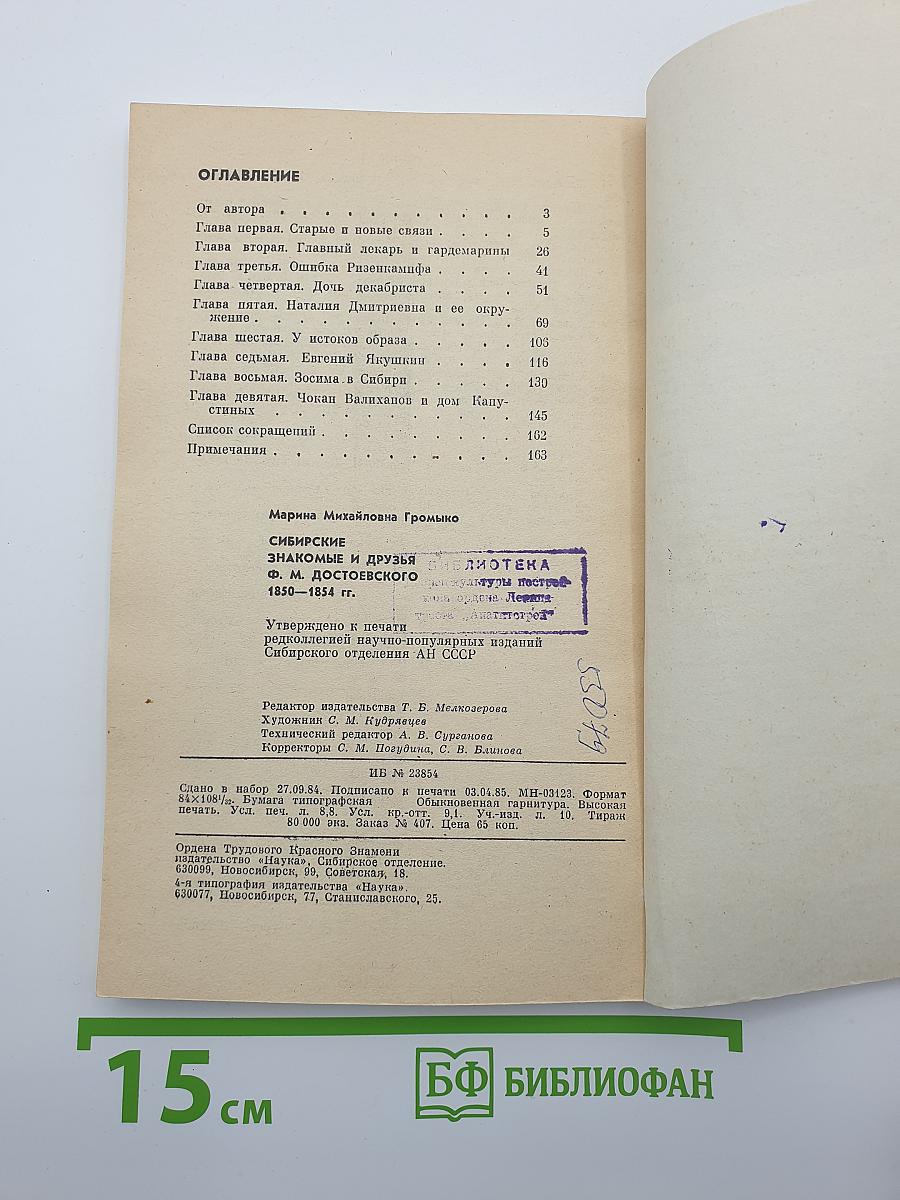 ОГЛАВЛЕНИЕ
От автора . . . . . . . . . . . 3
Глава первая. Старые и новые связи . . . . 5
Глава вторая. Главный лекарь и гардемарины 26
Глава третья. Ошибка Ризенкампфа . . . . 41
Глава четвертая. Дочь декабриста . . . . 51
Глава пятая. Наталия Дмитриевна и ее окру-
жение . . . . . . . . . . . . 69
Глава шестая. У истоков образа . . . . . 106
Глава седьмая. Евгений Якушкин . . . . 116
Глава восьмая. Зосима в Сибири . . . . . 130
Глава девятая. Чокан Валиханов и дом Капу-
стиных . . . . . . . . . . . 145
Список сокращений . . . . . . . . . 162
Примечания . . . . . . . . . . . 163
Марина Михайловна Громыко
СИБИРСКИЕ
ЗНАКОМЫЕ И ДРУЗЬЯ
Ф. М. ДОСТОЕВСКОГО
1850—1854 гг.
БИБЛИОТЕКА
культуры
ордена Ленина
треста „Апатитстрой"
Утверждено к печати
редколлегией научно-популярных изданий
Сибирского отделения АН СССР
Редактор издательства Т. Б. Мелкозерова
Художник С. М. Кудрявцев
Технический редактор А. В. Сурганова
Корректоры С. М. Погудина, С. В. Блинова
ИБ № 23854
Сдано в набор 27.09.84. Подписано к печати 03.04.85. МН-03123. Формат
84×108¹/₃₂. Бумага типографская Обыкновенная гарнитура. Высокая
печать. Усл. печ. л. 8,8. Усл. кр.-отт. 9,1. Уч.-изд. л. 10. Тираж
80 000 экз. Заказ № 407. Цена 65 коп.
Ордена Трудового Красного Знамени
издательство «Наука», Сибирское отделение.
630099, Новосибирск, 99, Советская, 18.
4-я типография издательства «Наука».
630077, Новосибирск, 77, Станиславского, 25.
15 см
БФ БИБЛИОФАН